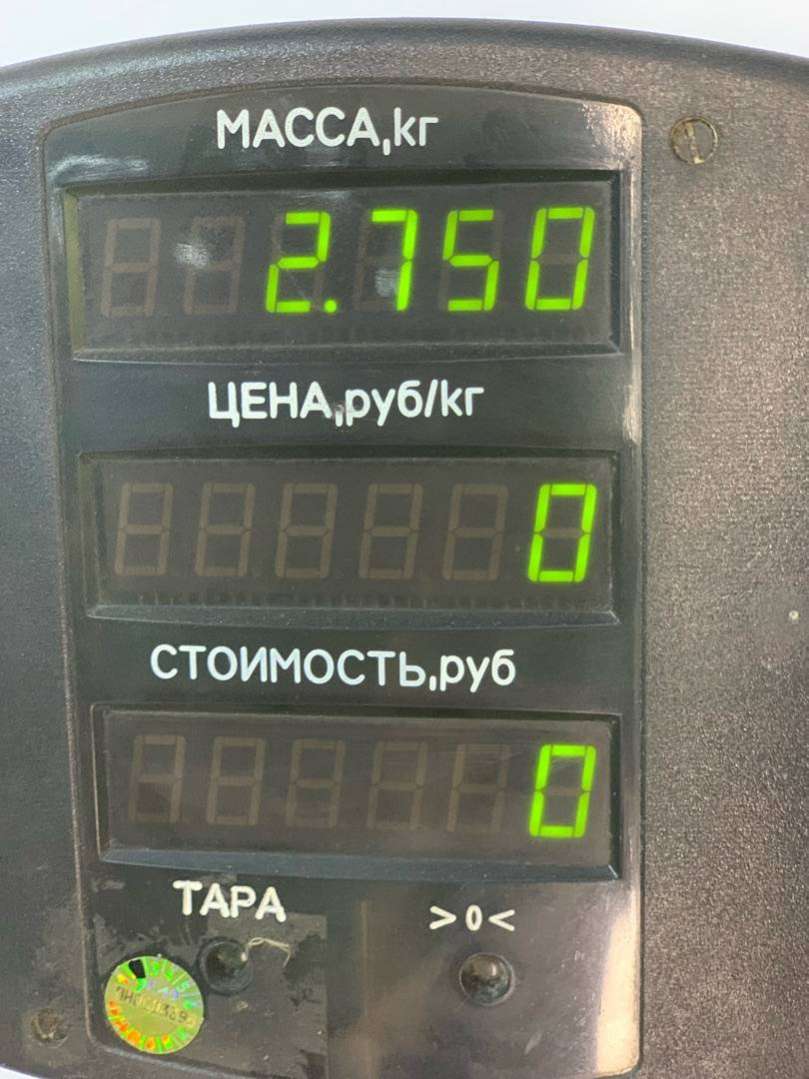 МАССА,кг
2.750
ЦЕНА,руб/кг
0
СТОИМОСТЬ,руб
0
ТАРА >0<